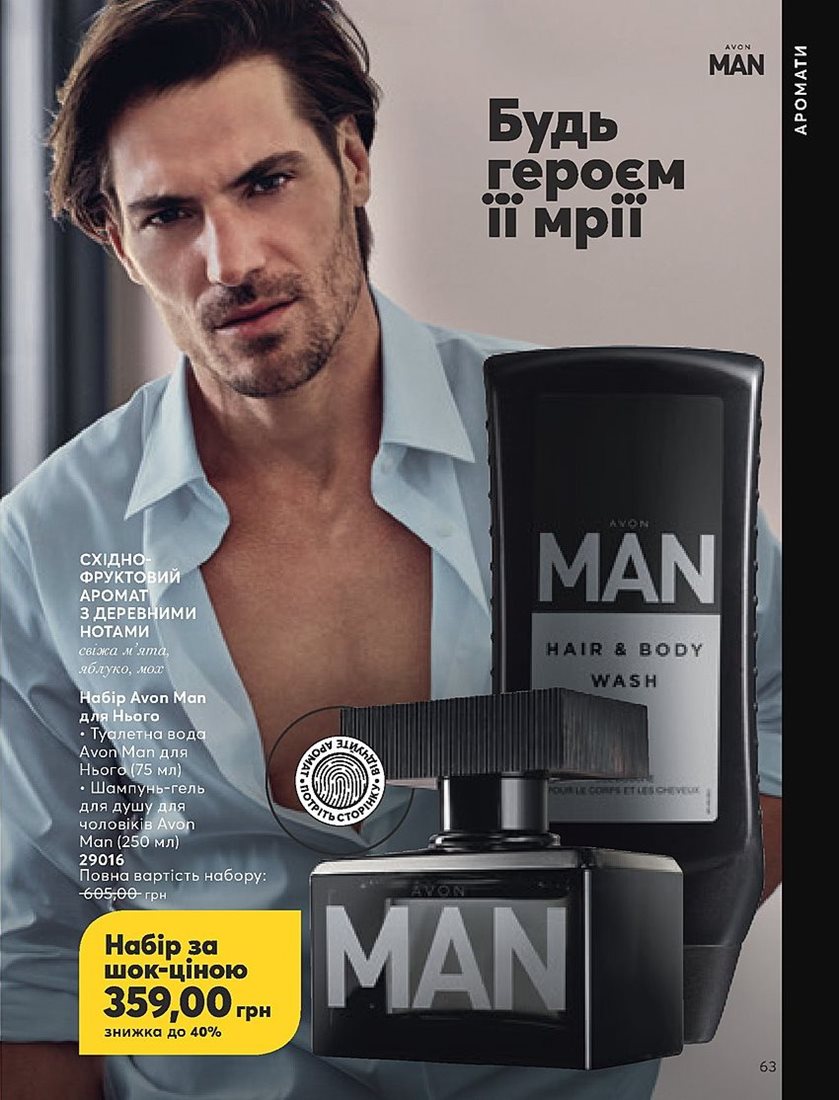 AVON
MAN
АРОМАТИ
Будь
героєм
її мрії
AVON
MAN
HAIR & BODY
WASH
POUR LE CORPS ET LES CHEVEUX
СХІДНО-
ФРУКТОВИЙ
АРОМАТ
З ДЕРЕВНИМИ
НОТАМИ
свіжа м’ята,
яблуко, мох
Набір Avon Man
для Нього
• Туалетна вода
Avon Man для
Нього (75 мл)
• Шампунь-гель
для душу для
чоловіків Avon
Man (250 мл)
29016
Повна вартість набору:
605,00 грн
ВІДЧУЙТЕ АРОМАТ •
ПОТРІТЬ СТОРІНКУ •
AVON
MAN
Набір за
шок-ціною
359,00 грн
знижка до 40%
63